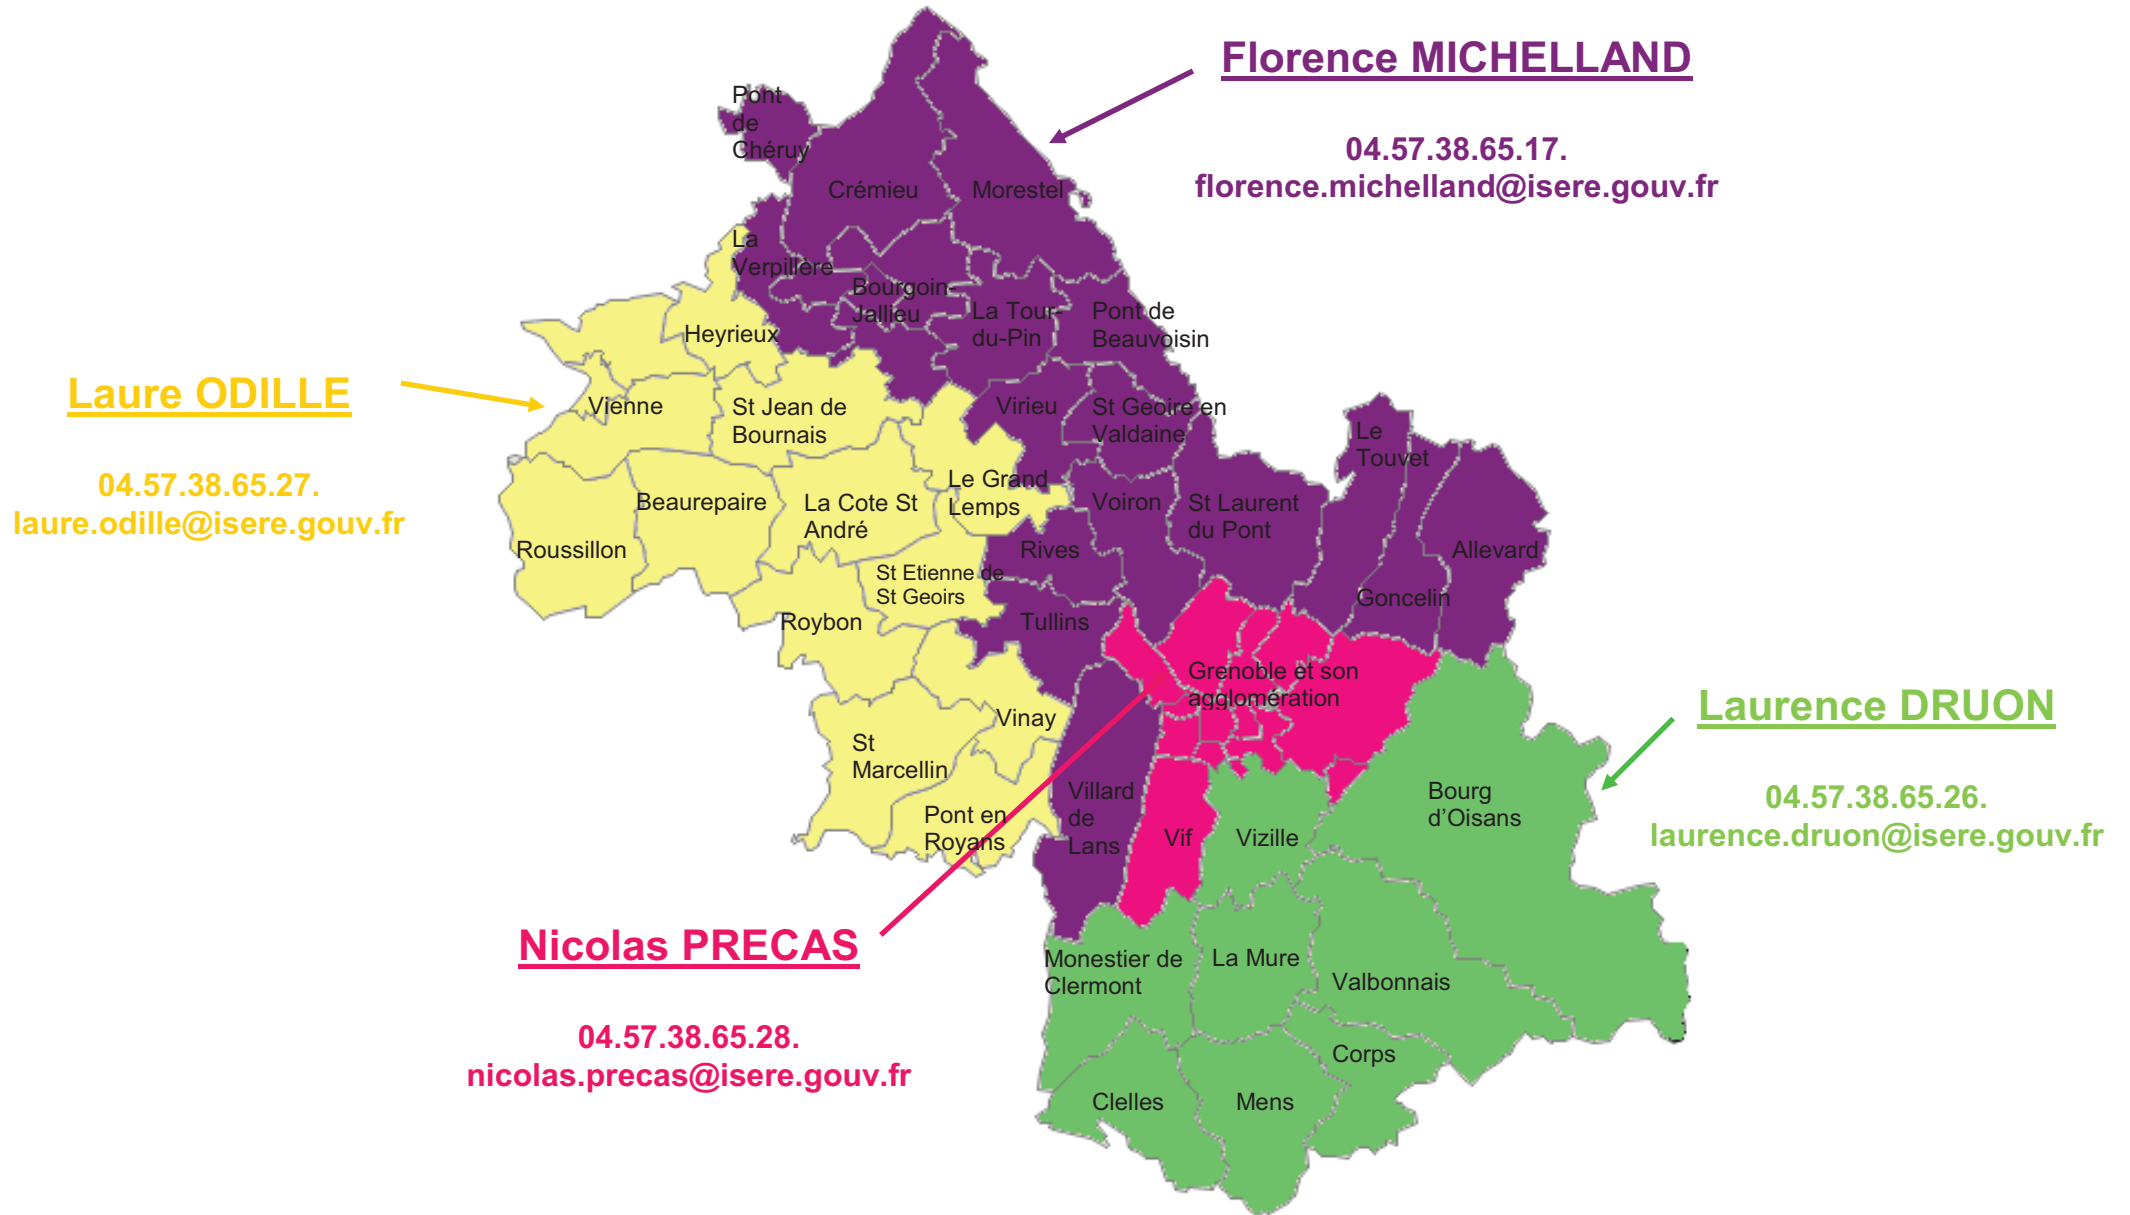 Florence MICHELLAND
04.57.38.65.17.
florence.michelland@isere.gouv.fr
Pont
de
Chéruy
Crémieu
Morestel
La
Verpillère
Bourgoin-
Jallieu
La Tour-
du-Pin
Pont de
Beauvoisin
Heyrieux
Laure ODILLE
04.57.38.65.27.
laure.odille@isere.gouv.fr
Vienne
St Jean de
Bournais
Virieu
St Geoire en
Valdaine
Le
Touvet
Le Grand
Lemps
Beaurepaire
La Cote St
André
Voiron
St Laurent
du Pont
Roussillon
Rives
Allevard
St Etienne de
St Geoirs
Goncelin
Roybon
Tullins
Grenoble et son
agglomération
Vinay
St
Marcellin
Villard
de
Lans
Pont en
Royans
Vif
Vizille
Bourg
d'Oisans
Laurence DRUON
04.57.38.65.26.
laurence.druon@isere.gouv.fr
Nicolas PRECAS
04.57.38.65.28.
nicolas.precas@isere.gouv.fr
Monestier de
Clermont
La Mure
Valbonnais
Corps
Clelles
Mens